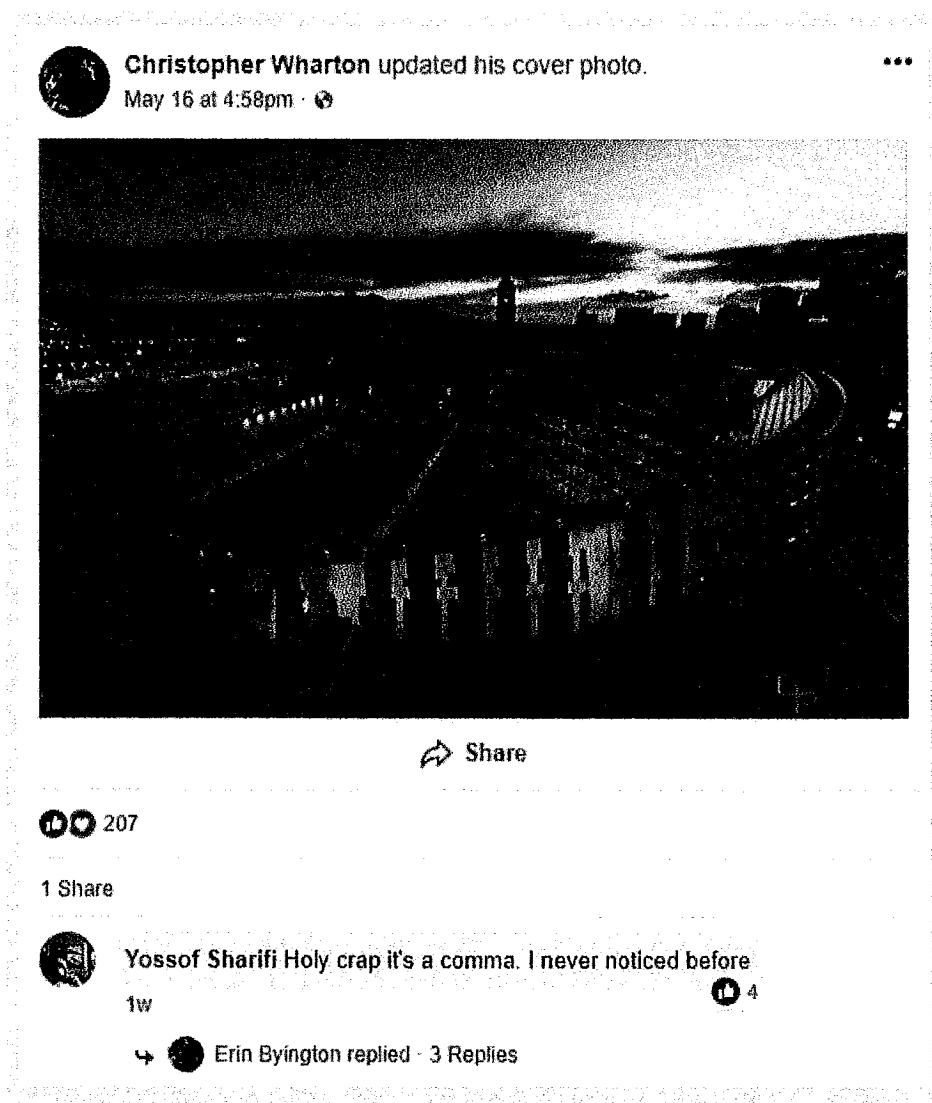 Christopher Wharton updated his cover photo.
May 16 at 4:58pm ·
Share
207
1 Share
Yossof Sharifi Holy crap it's a comma. I never noticed before
4
1w
Erin Byington replied · 3 Replies